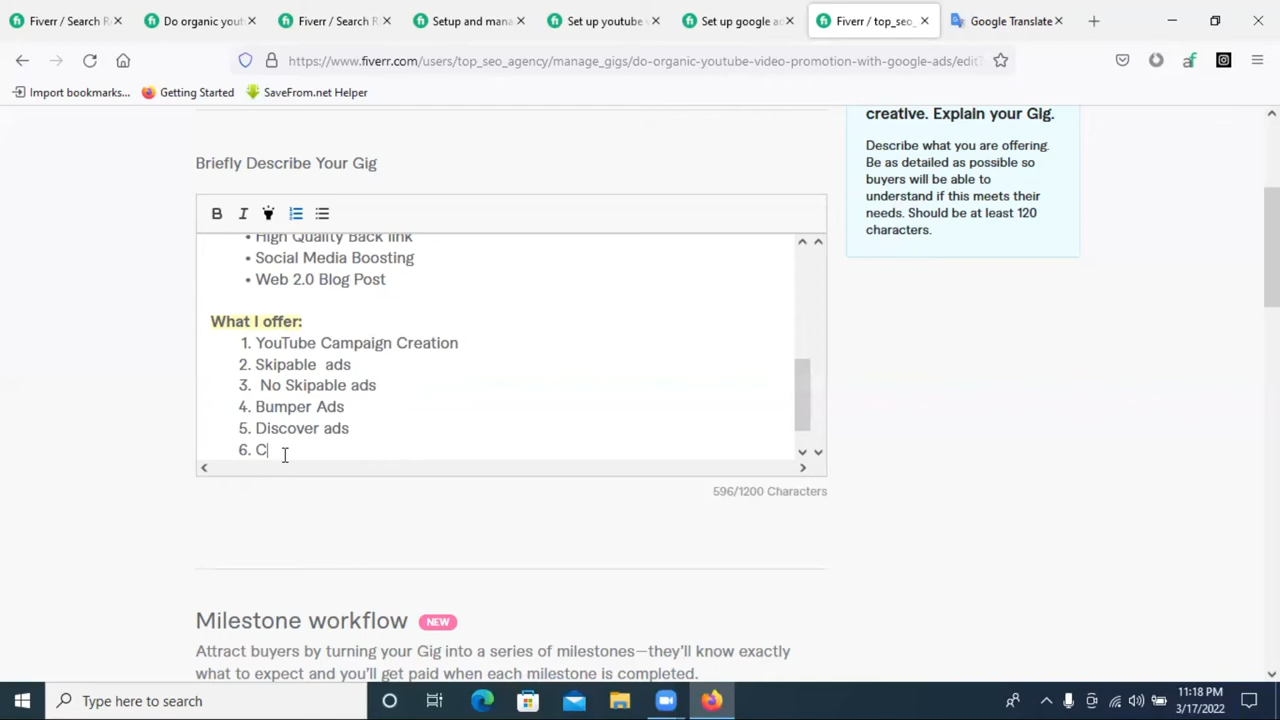 Fiverr / Search R
Do organic yout
Fiverr / Search R
Setup and mana
Set up youtube v
Set up google ad
Fiverr / top_seo_
Google Translate
https://www.fiverr.com/users/top_seo_agency/manage_gigs/do-organic-youtube-video-promotion-with-google-ads/edit
Import bookmarks...
Getting Started
SaveFrom.net Helper
creative. Explain your Gig.
Describe what you are offering.
Be as detailed as possible so
buyers will be able to
understand if this meets their
needs. Should be at least 120
characters.
Briefly Describe Your Gig
B I
• High Quality Back link
• Social Media Boosting
• Web 2.0 Blog Post
What I offer:
1. YouTube Campaign Creation
2. Skipable  ads
3.  No Skipable ads
4. Bumper Ads
5. Discover ads
6. C
596/1200 Characters
Milestone workflow NEW
Attract buyers by turning your Gig into a series of milestones—they'll know exactly
what to expect and you'll get paid when each milestone is completed.
Type here to search
11:18 PM
3/17/2022